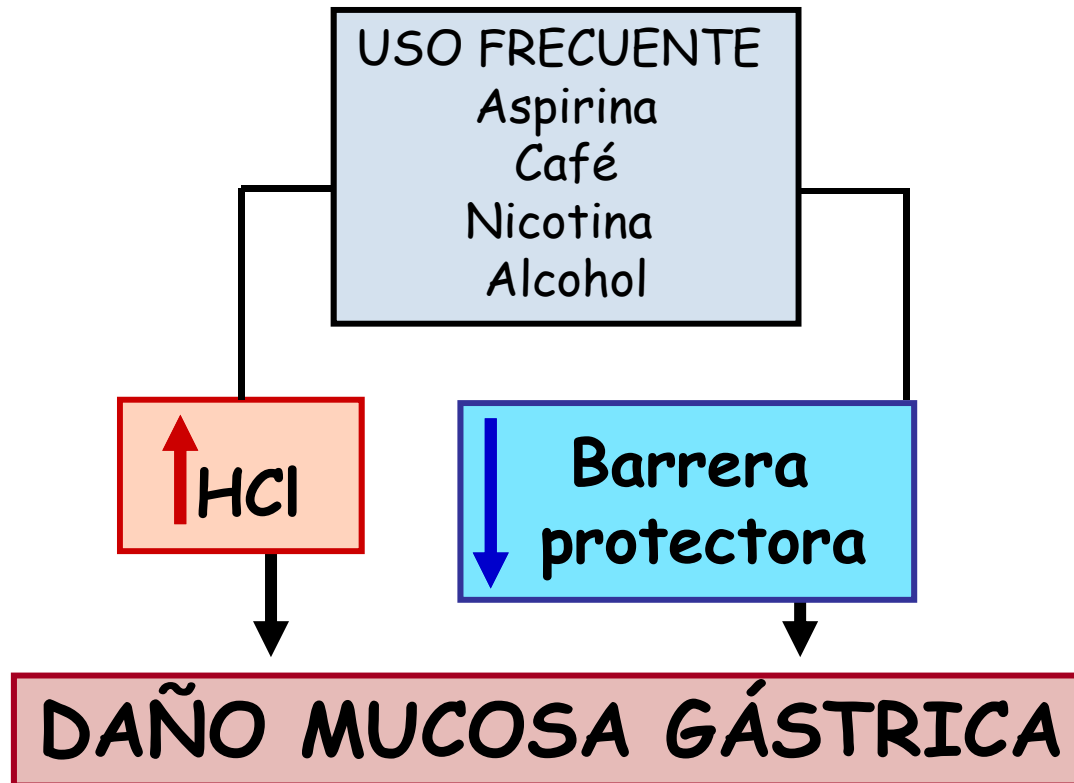 USO FRECUENTE
Aspirina
Café
Nicotina
Alcohol
HCl
Barrera
protectora
DAÑO MUCOSA GÁSTRICA